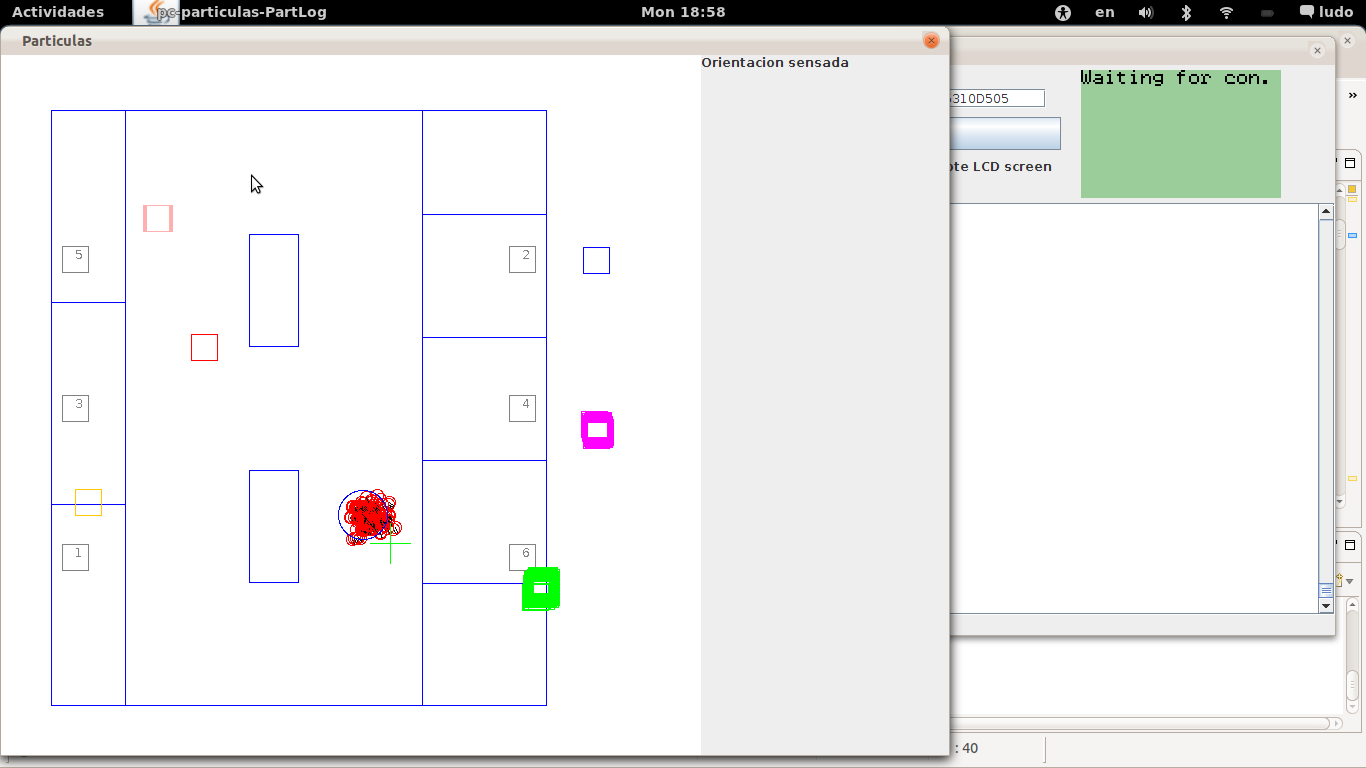 Actividades
pc-particulas-PartLog
Mon 18:58
en
ludo
Particulas
Orientacion sensada
310D505
Waiting for con.
ote LCD screen
5
2
3
4
1
6
: 40